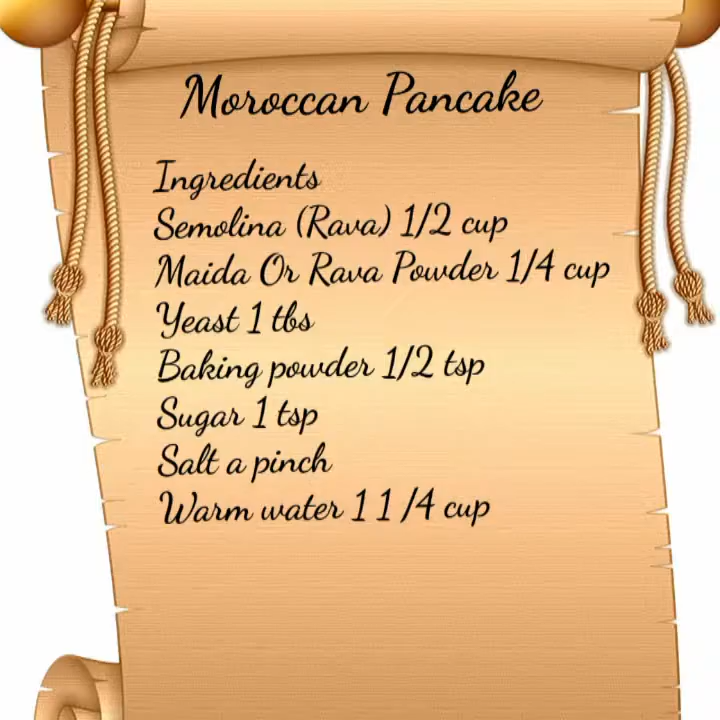 Moroccan Pancake
Ingredients
Semolina (Rava) 1/2 cup
Maida Or Rava Powder 1/4 cup
Yeast 1 tbs
Baking powder 1/2 tsp
Sugar 1 tsp
Salt a pinch
Warm water 1 1 /4 cup